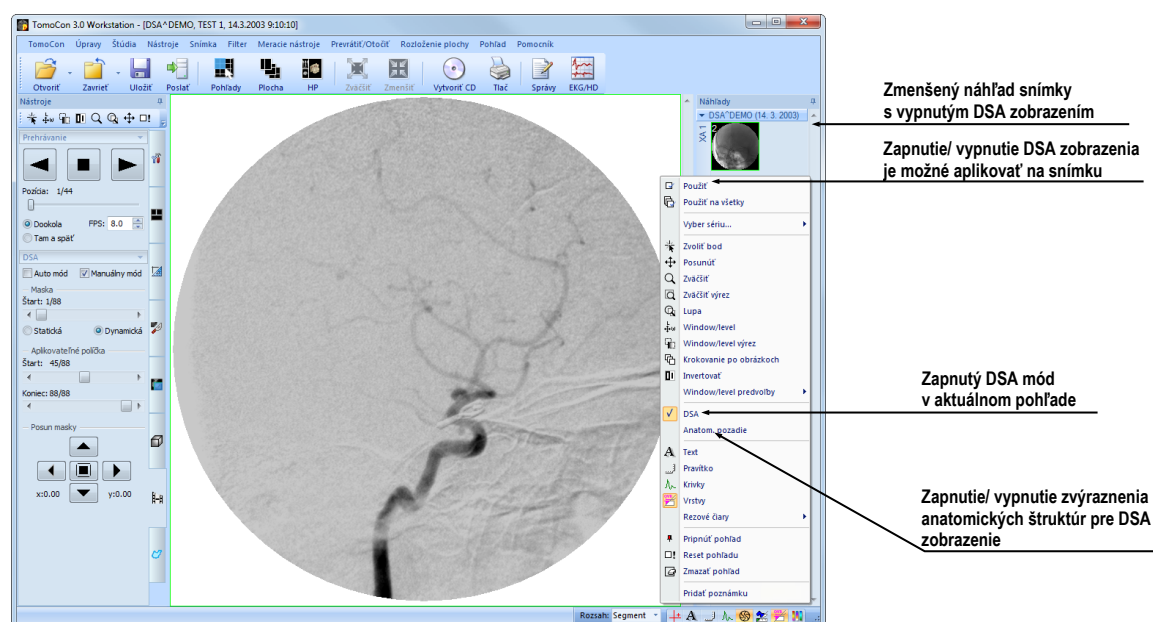 TomoCon 3.0 Workstation - [DSA^DEMO, TEST 1, 14.3.2003 9:10:10]
TomoCon Úpravy Štúdia Nástroje Snímka Filter Meracie nástroje Prevrátiť/Otočiť Rozloženie plochy Pohľad Pomocník
Otvoriť Zavrieť Uložiť Poslať Pohľady Plocha HP Zväčšiť Zmenšiť Vytvoriť CD Tlač Správy EKG/HD
Nástroje
Prehrávanie
Pozícia: 1/44
Dookola FPS: 8.0
Tam a späť
DSA
Auto mód Manuálny mód
Maska
Štart: 1/88
Statická Dynamická
Aplikovateľné políčka
Štart: 45/88
Koniec: 88/88
Posun masky
x:0.00 y:0.00
Náhľady
DSA^DEMO (14. 3. 2003)
XA 1
2
Použiť
Použiť na všetky
Vyber sériu...
Zvoliť bod
Posunúť
Zväčšiť
Zväčšiť výrez
Lupa
Window/level
Window/level výrez
Krokovanie po obrázkoch
Invertovať
Window/level predvoľby
DSA
Anatom. pozadie
Text
Pravítko
Krivky
Vrstvy
Rezové čiary
Pripnúť pohľad
Reset pohľadu
Zmazať pohľad
Pridať poznámku
Rozsah: Segment
Zmenšený náhľad snímky
s vypnutým DSA zobrazením
Zapnutie/ vypnutie DSA zobrazenia
je možné aplikovať na snímku
Zapnutý DSA mód
v aktuálnom pohľade
Zapnutie/ vypnutie zvýraznenia
anatomických štruktúr pre DSA
zobrazenie